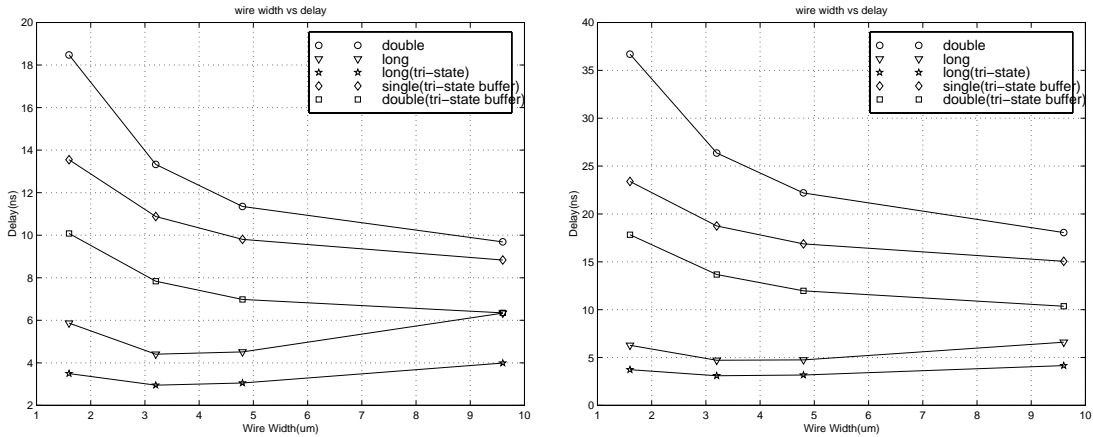 wire width vs delay
20
18
16
14
12
10
8
6
4
2
Delay(ns)
double
long
long(tri-state)
single(tri-state buffer)
double(tri-state buffer)
1 2 3 4 5 6 7 8 9 10
Wire Width(um)
wire width vs delay
40
35
30
25
20
15
10
5
0
Delay(ns)
double
long
long(tri-state)
single(tri-state buffer)
double(tri-state buffer)
1 2 3 4 5 6 7 8 9 10
Wire Width(um)